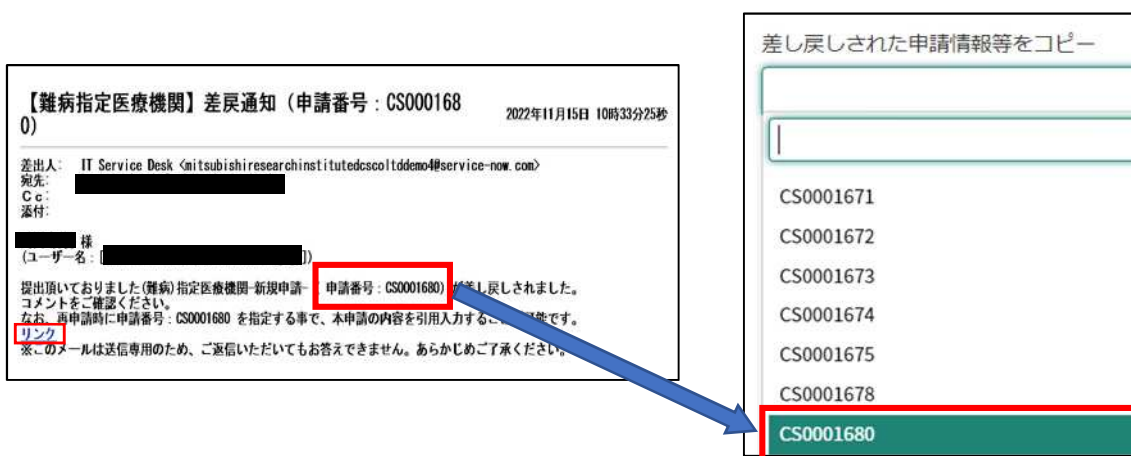 【難病指定医療機関】差戻通知（申請番号：CS000168
0)
2022年11月15日 10時33分25秒
差出人： IT Service Desk <mitsubishiresearchinstitutedcscoltddemo4@service-now.com>
宛先：
Ｃｃ：
添付：
様
(ユーザー名：[ ])
提出頂いておりました(難病)指定医療機関-新規申請-( 申請番号：CS0001680) が差し戻しされました。
コメントをご確認ください。
なお、再申請時に申請番号：CS0001680 を指定する事で、本申請の内容を引用入力すること 可能です。
リンク
※このメールは送信専用のため、ご返信いただいてもお答えできません。あらかじめご了承ください。
差し戻しされた申請情報等をコピー
CS0001671
CS0001672
CS0001673
CS0001674
CS0001675
CS0001678
CS0001680